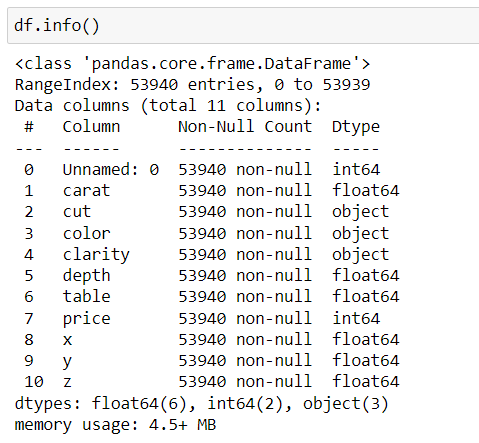 df.info()
<class 'pandas.core.frame.DataFrame'>
RangeIndex: 53940 entries, 0 to 53939
Data columns (total 11 columns):
 #   Column      Non-Null Count  Dtype
---  ------      --------------  -----
 0   Unnamed: 0  53940 non-null  int64
 1   carat       53940 non-null  float64
 2   cut         53940 non-null  object
 3   color       53940 non-null  object
 4   clarity     53940 non-null  object
 5   depth       53940 non-null  float64
 6   table       53940 non-null  float64
 7   price       53940 non-null  int64
 8   x           53940 non-null  float64
 9   y           53940 non-null  float64
 10  z           53940 non-null  float64
dtypes: float64(6), int64(2), object(3)
memory usage: 4.5+ MB